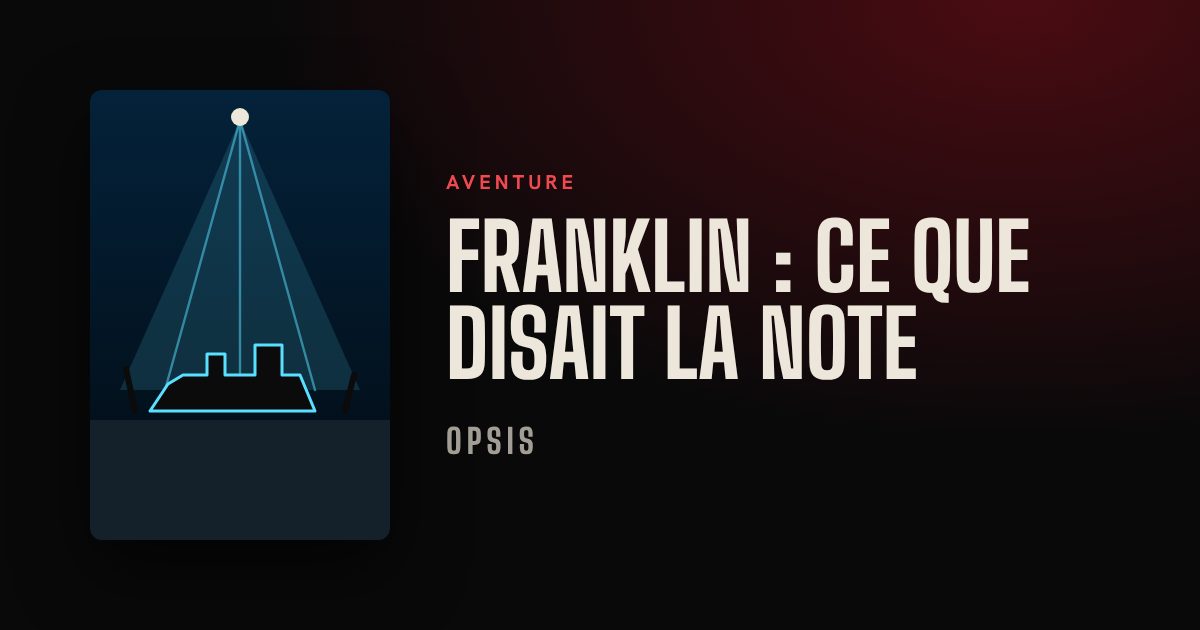 AVENTURE
FRANKLIN : CE QUE
DISAIT LA NOTE
OPSIS